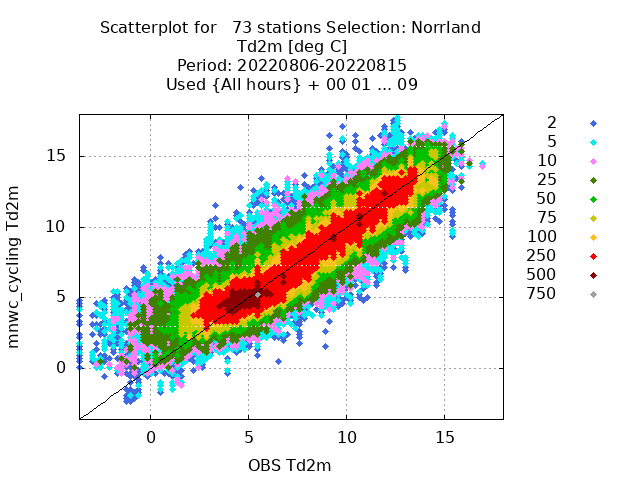 Scatterplot for   73 stations Selection: Norrland
Td2m [deg C]
Period: 20220806-20220815
Used {All hours} + 00 01 ... 09
mnwc_cycling Td2m
15
10
5
0
0 5 10 15
OBS Td2m
2
5
10
25
50
75
100
250
500
750